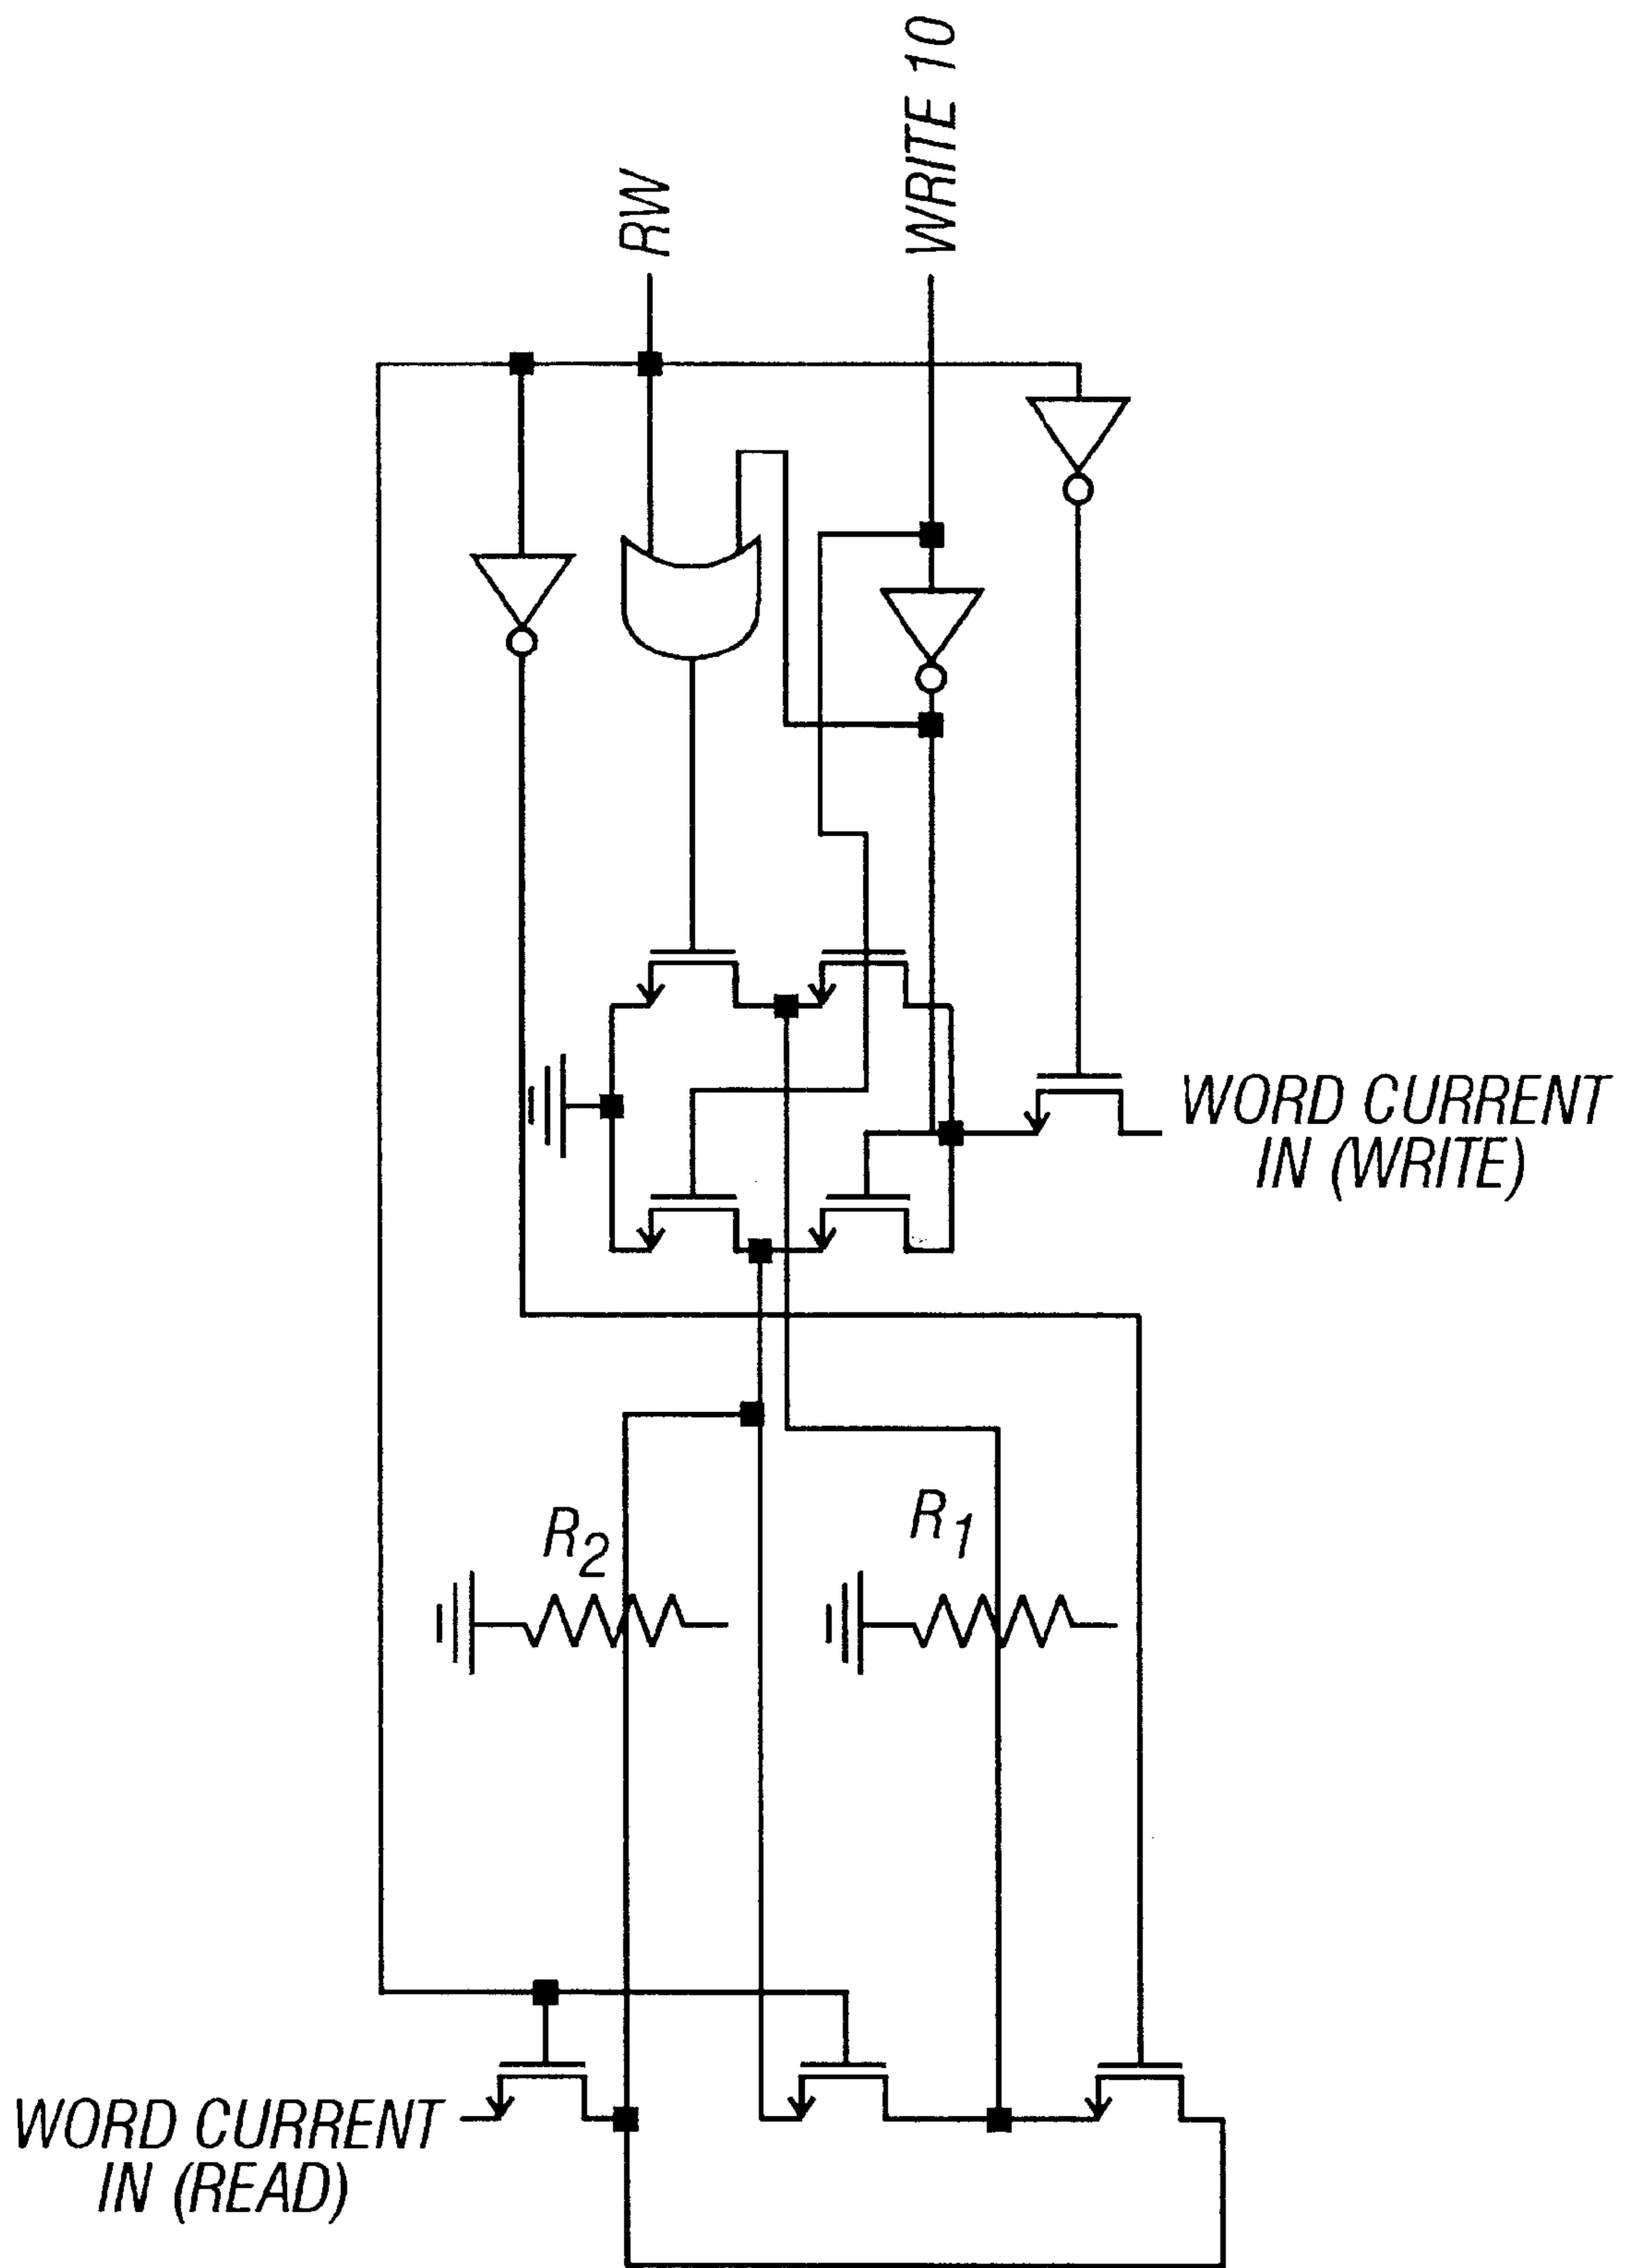 RW
WRITE 10
WORD CURRENT
IN (WRITE)
R2
R1
WORD CURRENT
IN (READ)